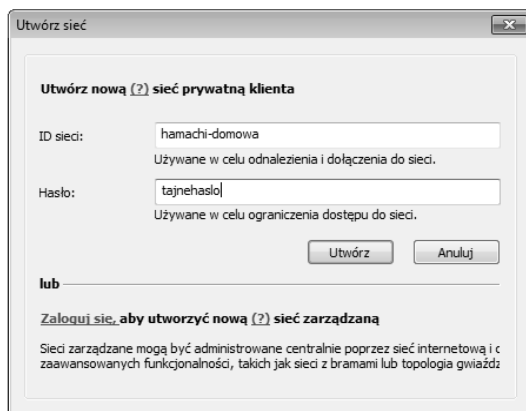 Utwórz sieć
Utwórz nową (?) sieć prywatną klienta
ID sieci: hamachi-domowa
Używane w celu odnalezienia i dołączenia do sieci.
Hasło: tajnehaslo
Używane w celu ograniczenia dostępu do sieci.
Utwórz Anuluj
lub
Zaloguj się, aby utworzyć nową (?) sieć zarządzaną
Sieci zarządzane mogą być administrowane centralnie poprzez sieć internetową i
zaawansowanych funkcjonalności, takich jak sieci z bramami lub topologia